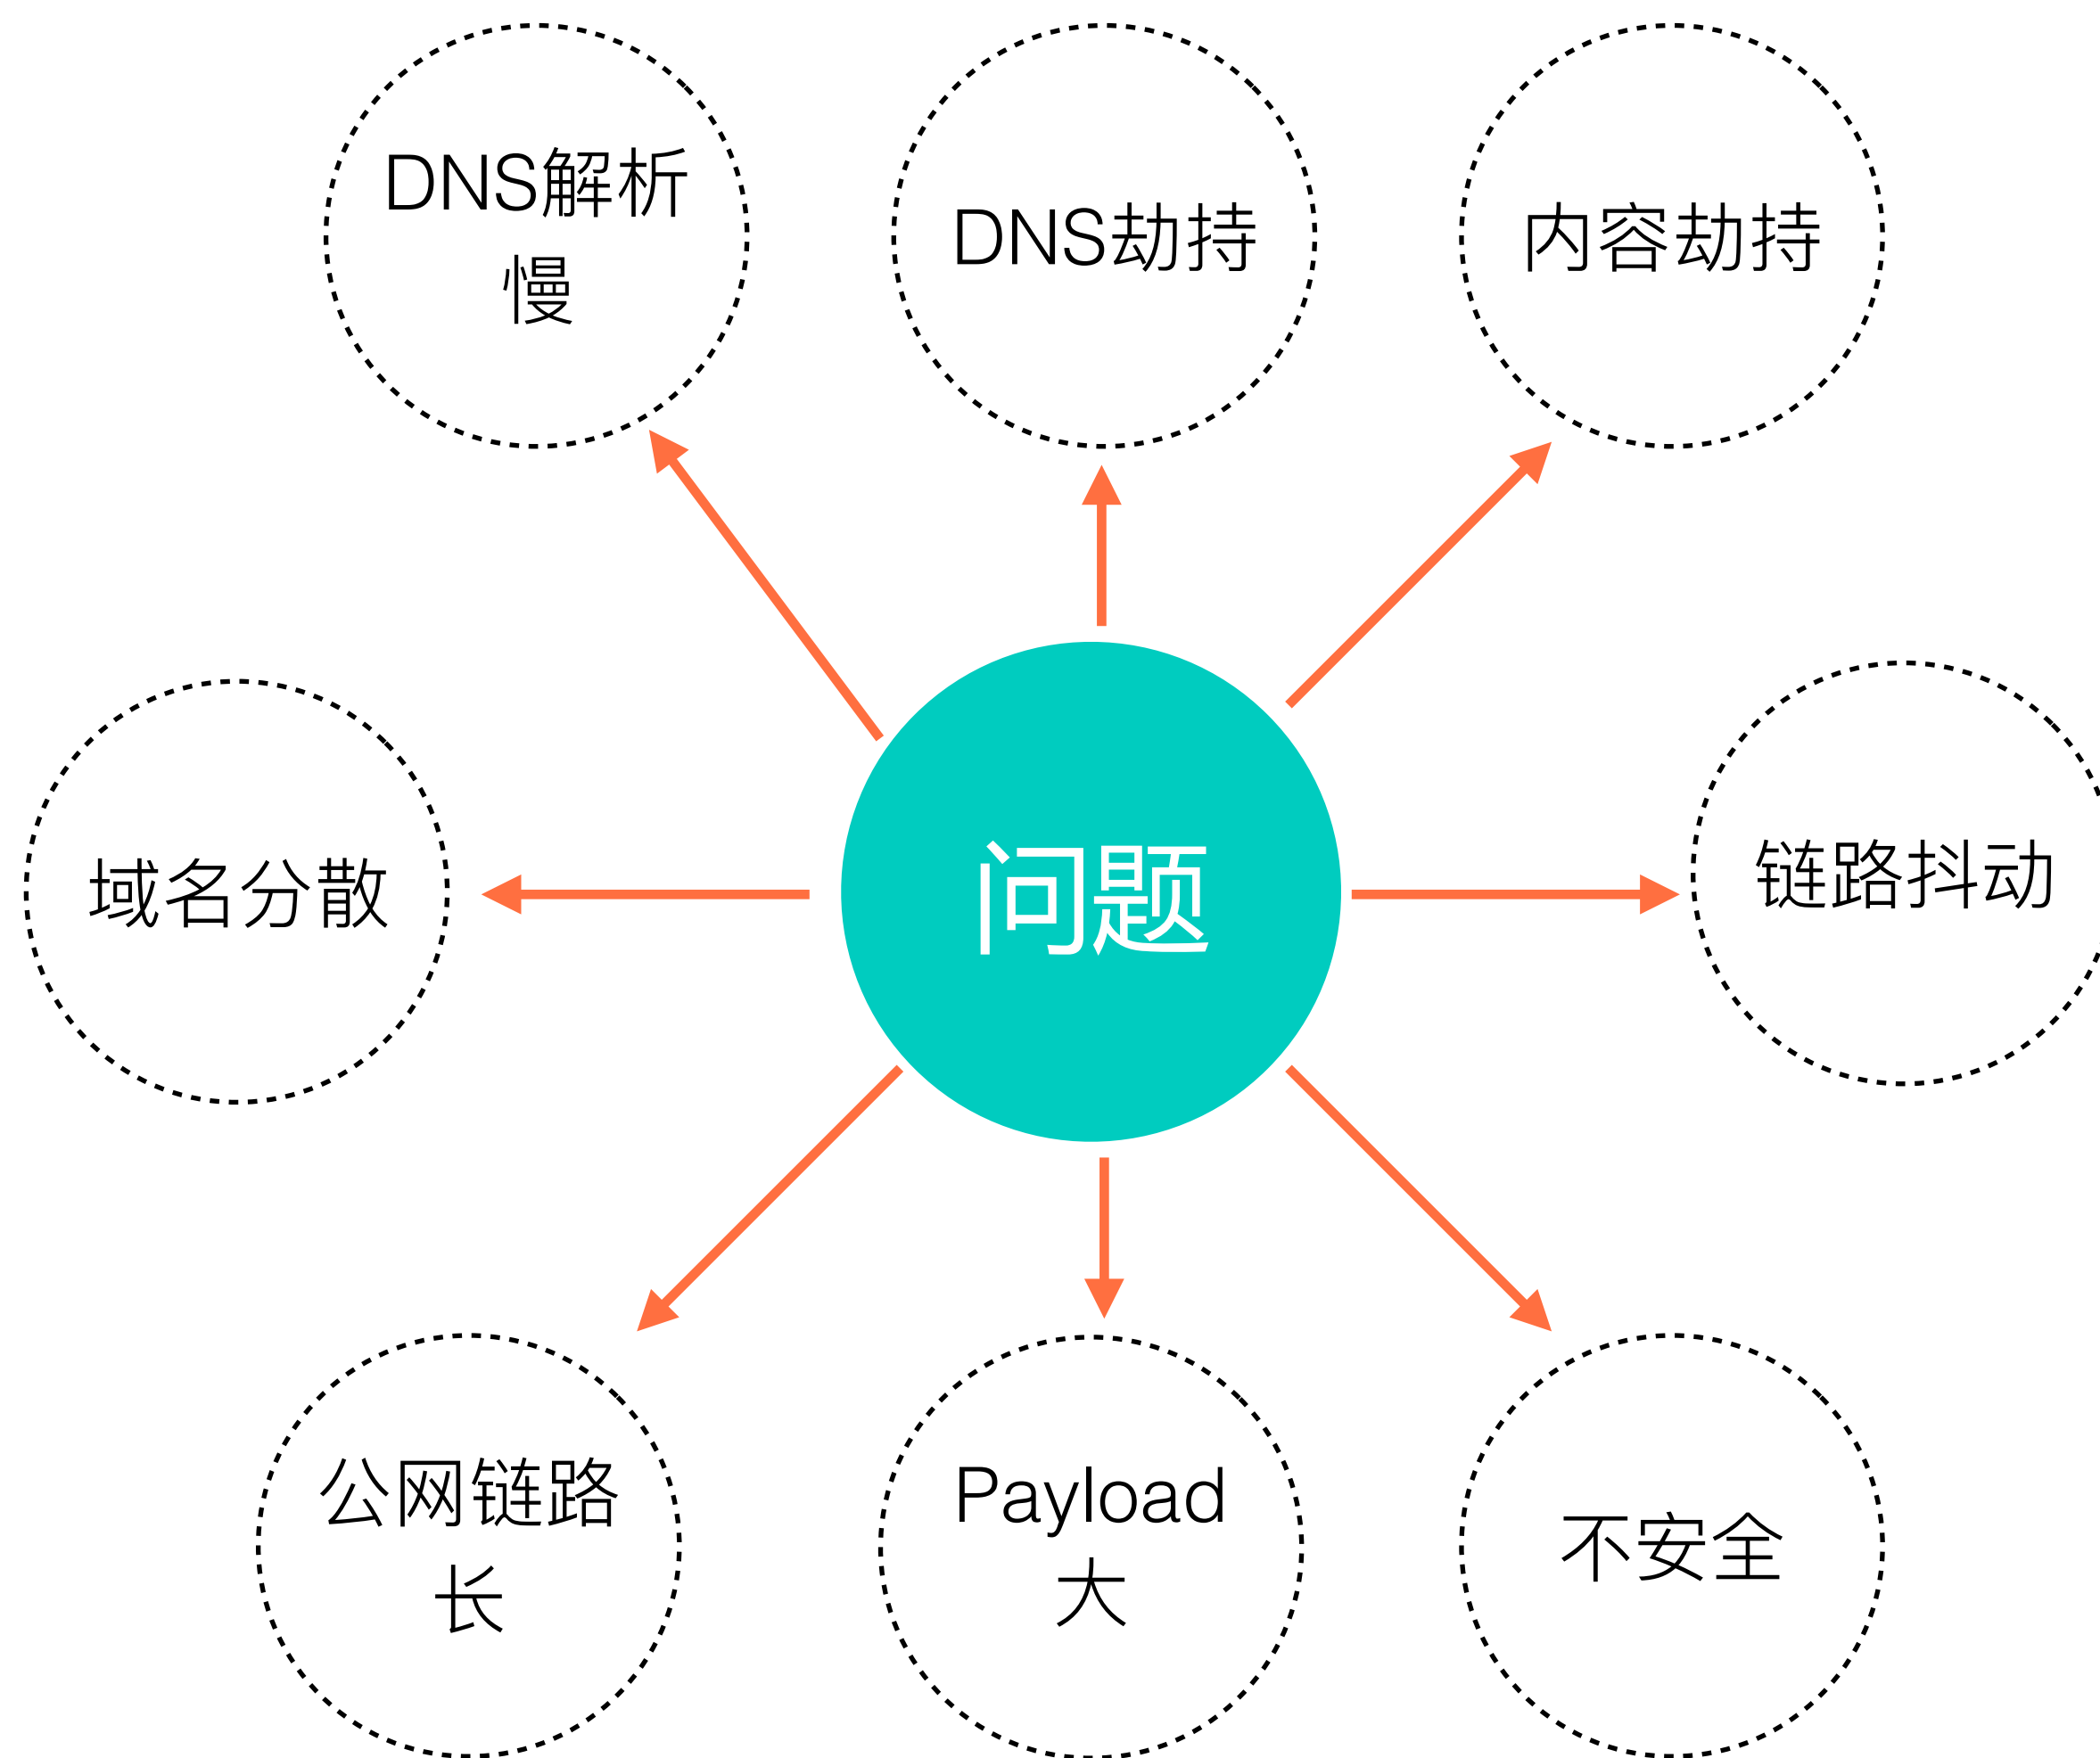 DNS解析
慢
DNS劫持
内容劫持
域名分散
问题
链路抖动
公网链路
长
Payload
大
不安全